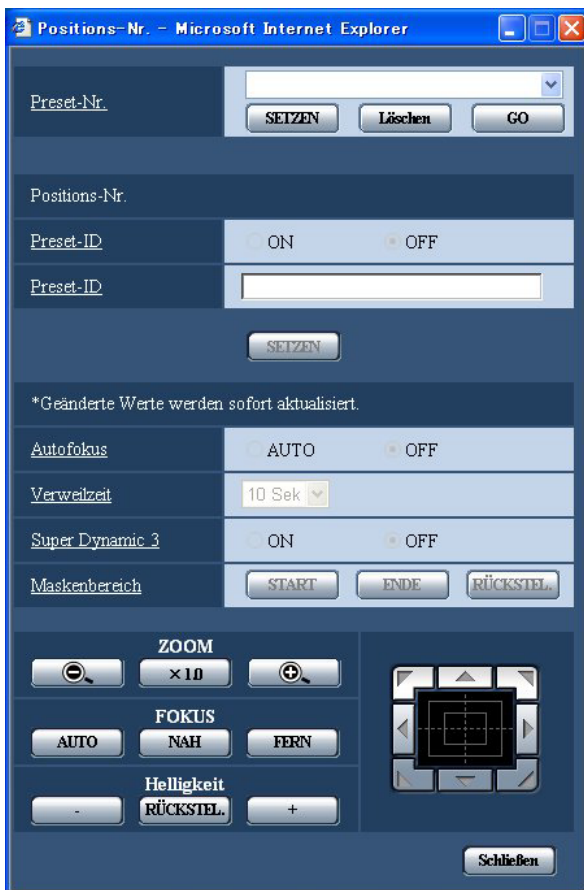 Positions-Nr. - Microsoft Internet Explorer
Preset-Nr.
SETZEN Löschen GO
Positions-Nr.
Preset-ID ON OFF
Preset-ID
SETZEN
*Geänderte Werte werden sofort aktualisiert.
Autofokus AUTO OFF
Verweilzeit 10 Sek
Super Dynamic 3 ON OFF
Maskenbereich START ENDE RÜCKSTEL.
ZOOM
×1.0
FOKUS
AUTO NAH FERN
Helligkeit
- RÜCKSTEL. +
Schließen